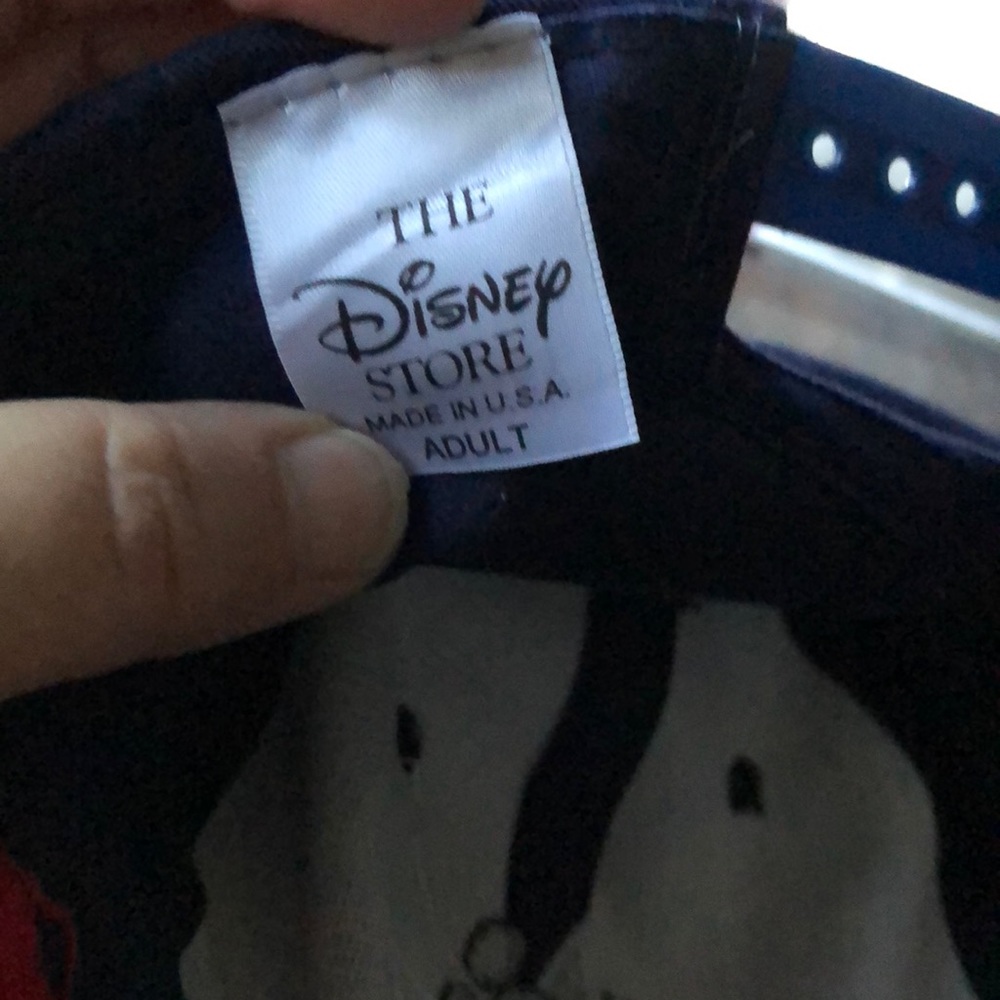 THE
DISNEY
STORE
MADE IN U.S.A.
ADULT